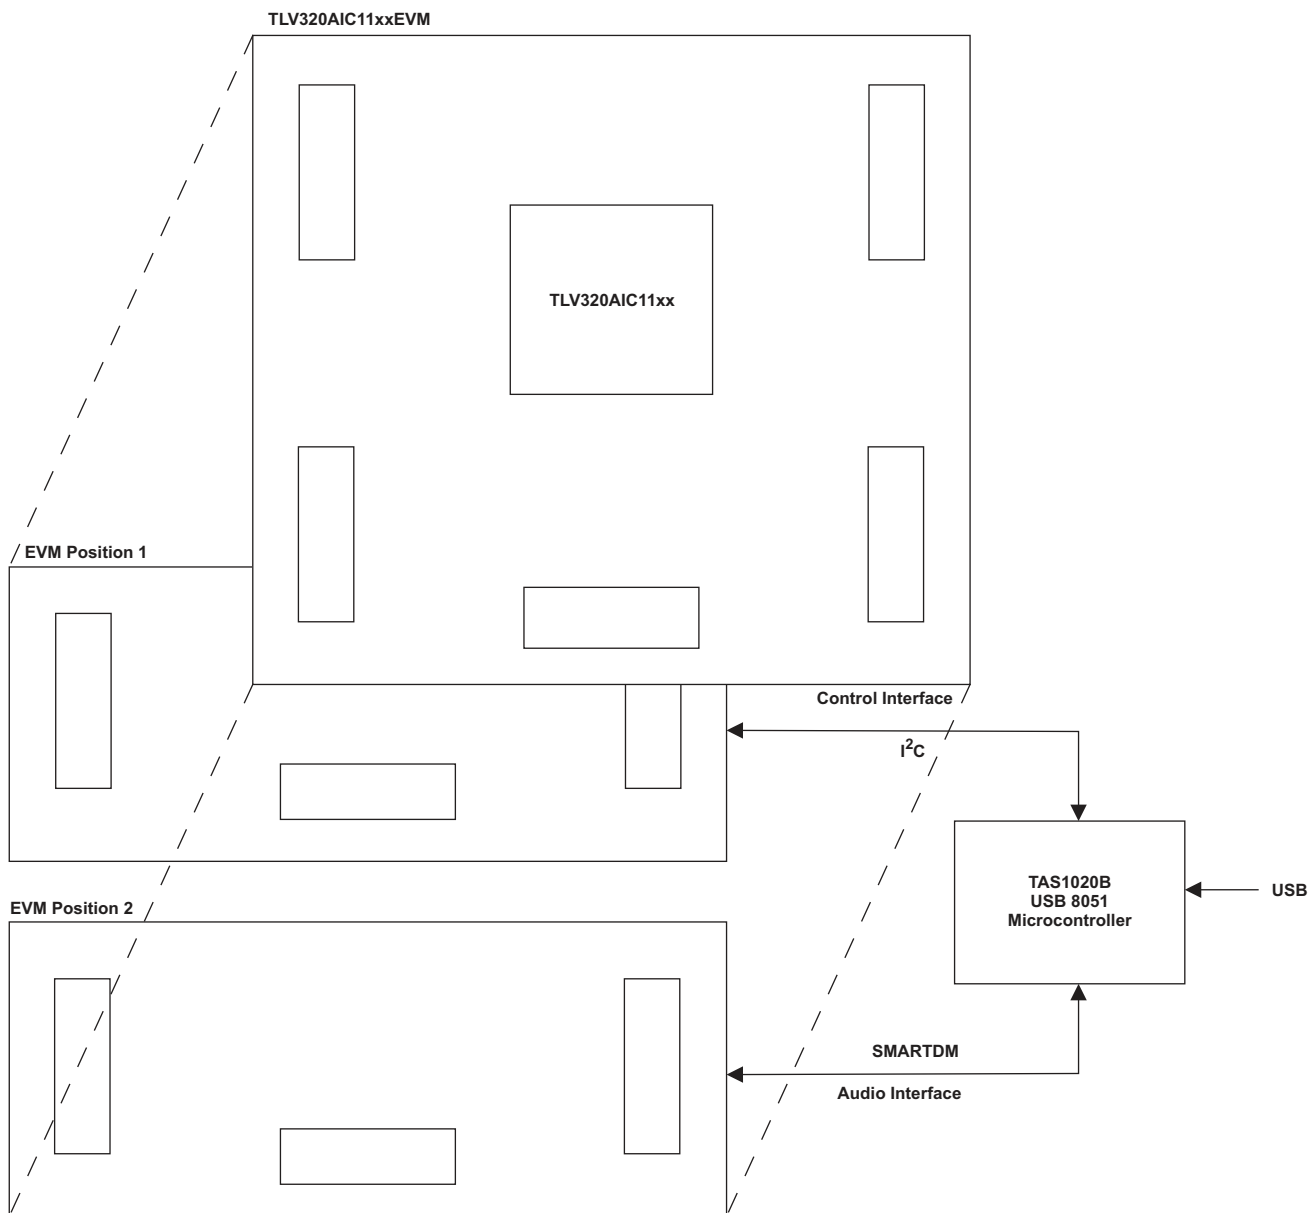 TLV320AIC11xxEVM
TLV320AIC11xx
EVM Position 1
Control Interface
I²C
TAS1020B
USB 8051
Microcontroller
USB
EVM Position 2
SMARTDM
Audio Interface